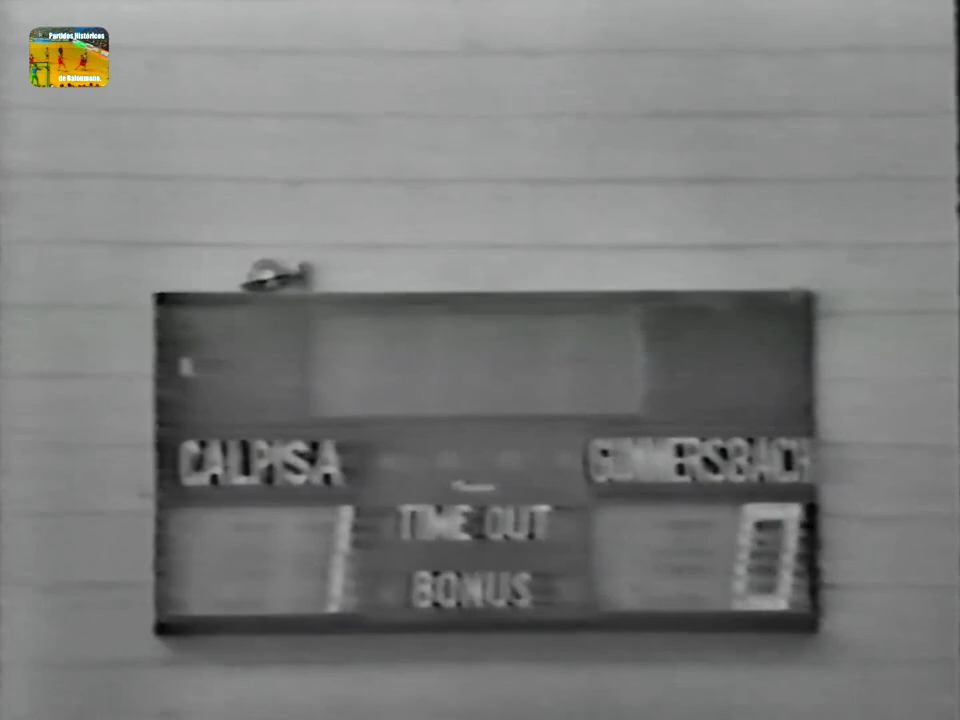 Partidos Históricos
de Balonmano.
CALPISA
GUMMERSBACH
TIME OUT
1
0
BONUS